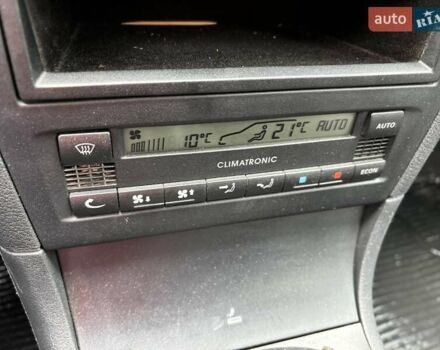 auto RIA
10°C 21°C AUTO
AUTO
CLIMATRONIC
ECON